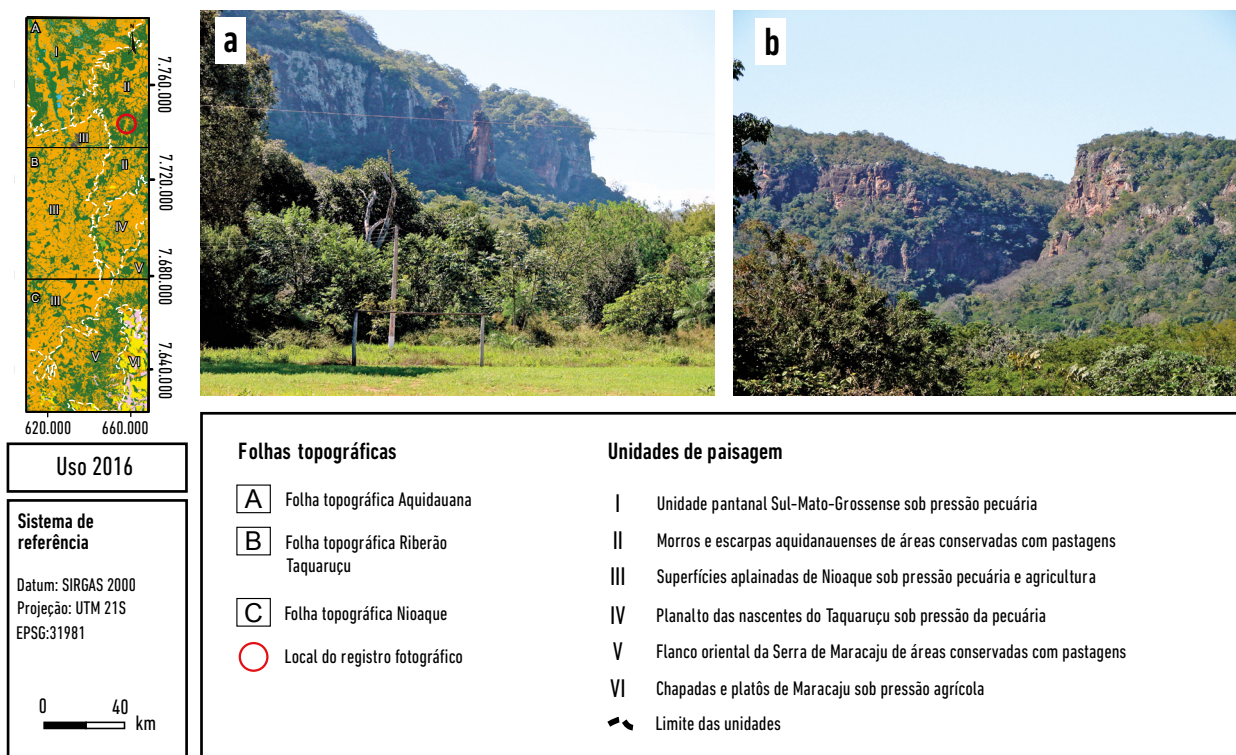 A
I
II
III
B
II
III
IV
V
C
III
V
VI
N
7.760.000
7.720.000
7.680.000
7.640.000
620.000 660.000
a
b
Uso 2016
Sistema de
referência
Datum: SIRGAS 2000
Projeção: UTM 21S
EPSG:31981
0 40
km
Folhas topográficas
A Folha topográfica Aquidauana
B Folha topográfica Riberão
Taquaruçu
C Folha topográfica Nioaque
Local do registro fotográfico
Unidades de paisagem
I Unidade pantanal Sul-Mato-Grossense sob pressão pecuária
II Morros e escarpas aquidanauenses de áreas conservadas com pastagens
III Superfícies aplainadas de Nioaque sob pressão pecuária e agricultura
IV Planalto das nascentes do Taquaruçu sob pressão da pecuária
V Flanco oriental da Serra de Maracaju de áreas conservadas com pastagens
VI Chapadas e platôs de Maracaju sob pressão agrícola
Limite das unidades